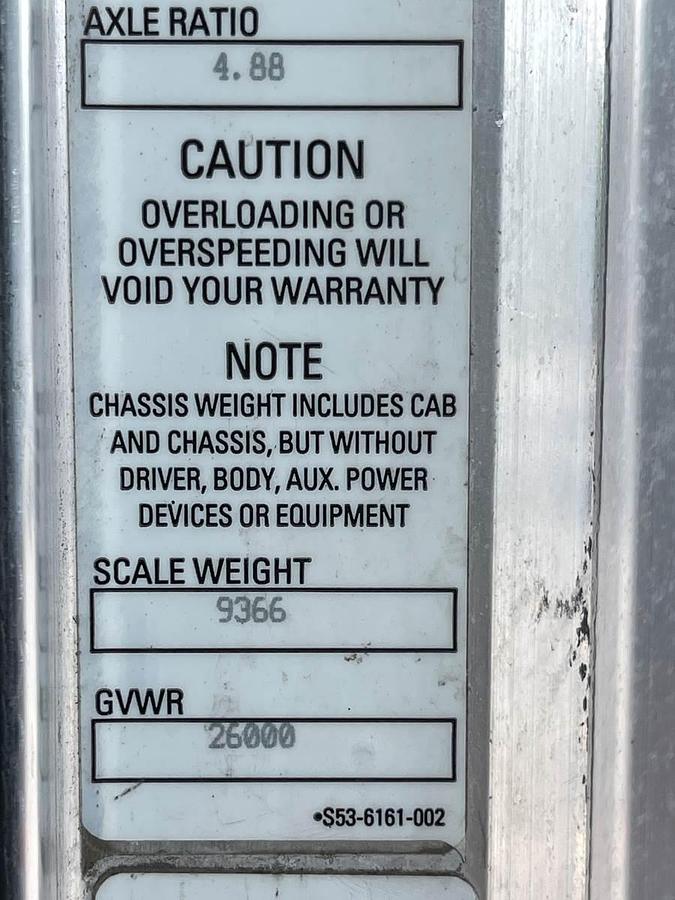 AXLE RATIO
4.88
CAUTION
OVERLOADING OR
OVERSPEEDING WILL
VOID YOUR WARRANTY
NOTE
CHASSIS WEIGHT INCLUDES CAB
AND CHASSIS, BUT WITHOUT
DRIVER, BODY, AUX. POWER
DEVICES OR EQUIPMENT
SCALE WEIGHT
9366
GVWR
26000
•S53-6161-002